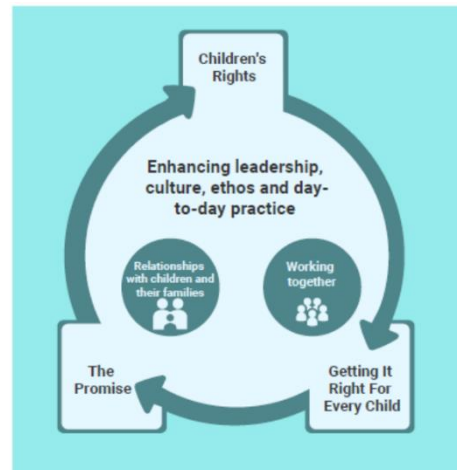 Children's
Rights
Enhancing leadership,
culture, ethos and day-
to-day practice
Relationships
with children and
their families
Working
together
The
Promise
Getting It
Right For
Every Child